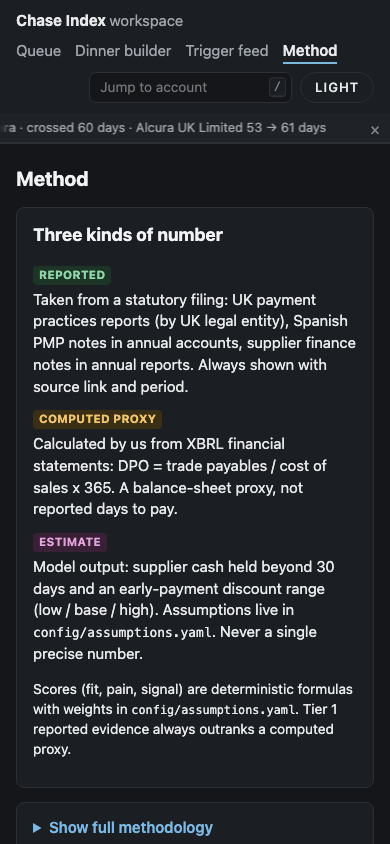 Chase Index workspace
Queue Dinner builder Trigger feed Method
Jump to account / LIGHT
· crossed 60 days · Alcura UK Limited 53 → 61 days ×
Method
Three kinds of number
REPORTED
Taken from a statutory filing: UK payment
practices reports (by UK legal entity), Spanish
PMP notes in annual accounts, supplier finance
notes in annual reports. Always shown with
source link and period.
COMPUTED PROXY
Calculated by us from XBRL financial
statements: DPO = trade payables / cost of
sales x 365. A balance-sheet proxy, not
reported days to pay.
ESTIMATE
Model output: supplier cash held beyond 30
days and an early-payment discount range
(low / base / high). Assumptions live in
config/assumptions.yaml. Never a single
precise number.
Scores (fit, pain, signal) are deterministic formulas
with weights in config/assumptions.yaml. Tier 1
reported evidence always outranks a computed
proxy.
▶ Show full methodology